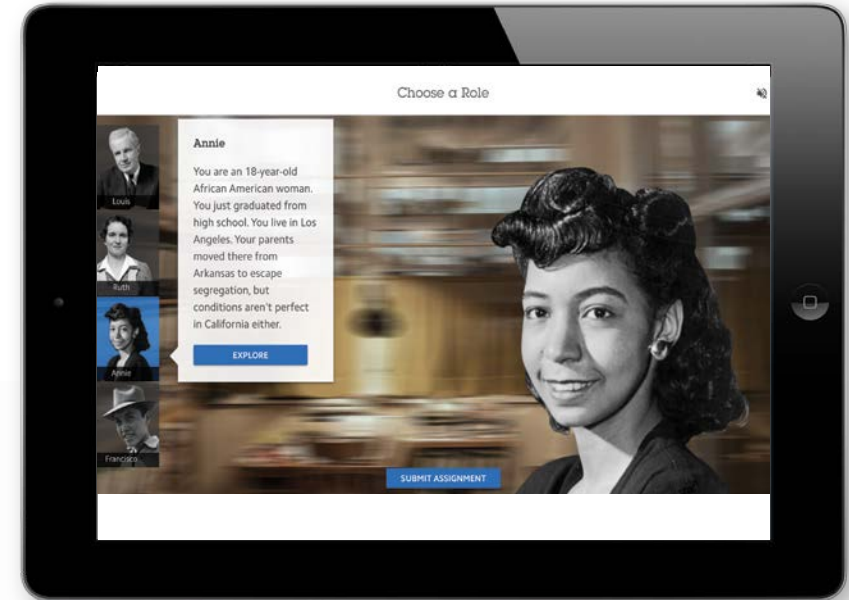 Choose a Role
Louis
Ruth
Annie
Francisco
Annie
You are an 18-year-old
African American woman.
You just graduated from
high school. You live in Los
Angeles. Your parents
moved there from
Arkansas to escape
segregation, but
conditions aren't perfect
in California either.
EXPLORE
SUBMIT ASSIGNMENT